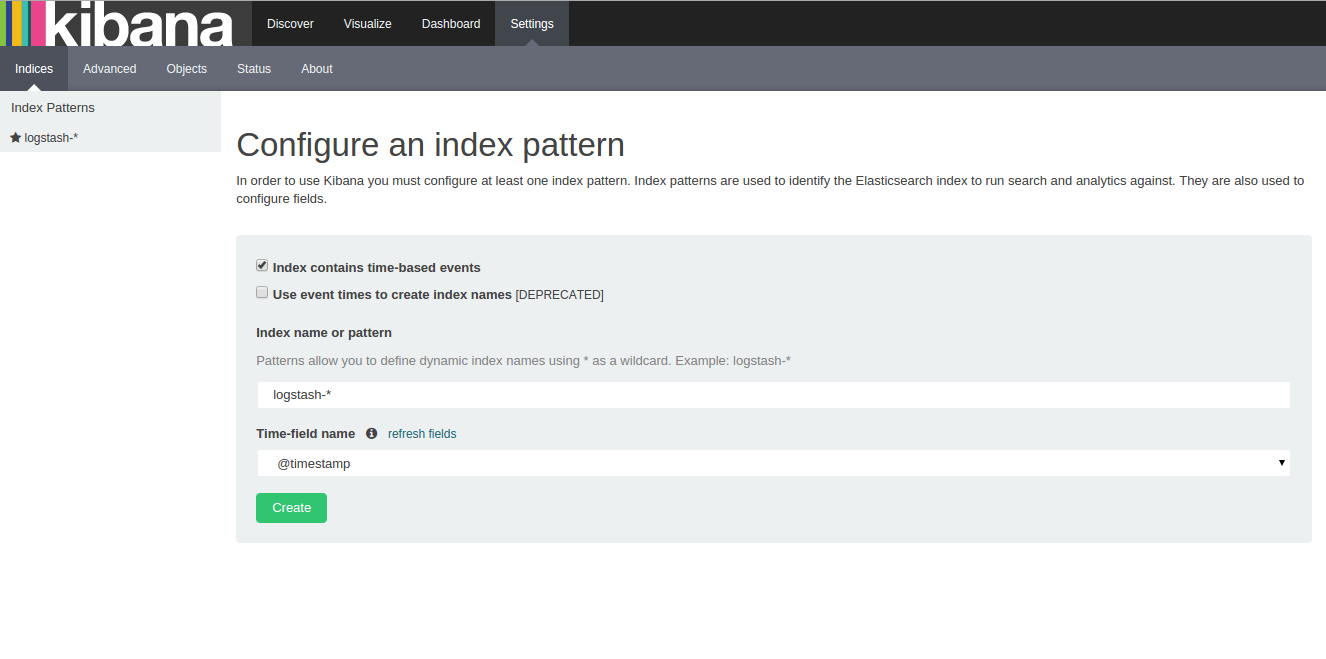 kibana Discover Visualize Dashboard Settings
Indices Advanced Objects Status About
Index Patterns
logstash-*
Configure an index pattern
In order to use Kibana you must configure at least one index pattern. Index patterns are used to identify the Elasticsearch index to run search and analytics against. They are also used to
configure fields.
Index contains time-based events
Use event times to create index names [DEPRECATED]
Index name or pattern
Patterns allow you to define dynamic index names using * as a wildcard. Example: logstash-*
logstash-*
Time-field name refresh fields
@timestamp
Create